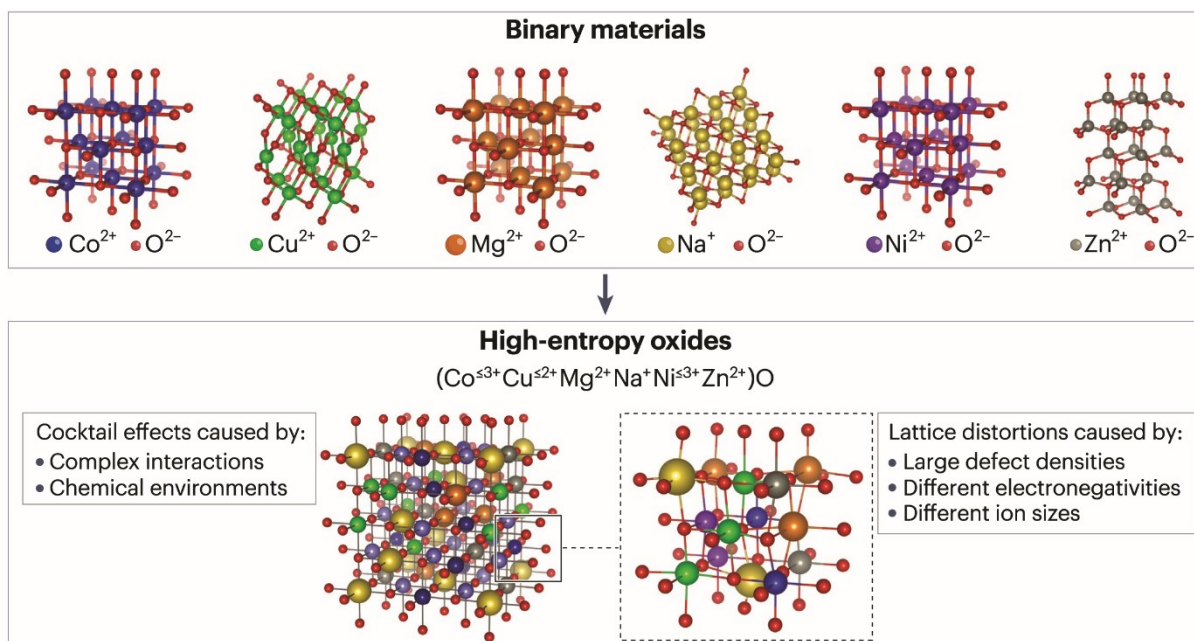 Binary materials
Co²⁺ O²⁻ Cu²⁺ O²⁻ Mg²⁺ O²⁻ Na⁺ O²⁻ Ni²⁺ O²⁻ Zn²⁺ O²⁻
High-entropy oxides
(Co^≤3+Cu^≤2+Mg²⁺Na⁺Ni^≤3+Zn²⁺)O
Cocktail effects caused by:
• Complex interactions
• Chemical environments
Lattice distortions caused by:
• Large defect densities
• Different electronegativities
• Different ion sizes